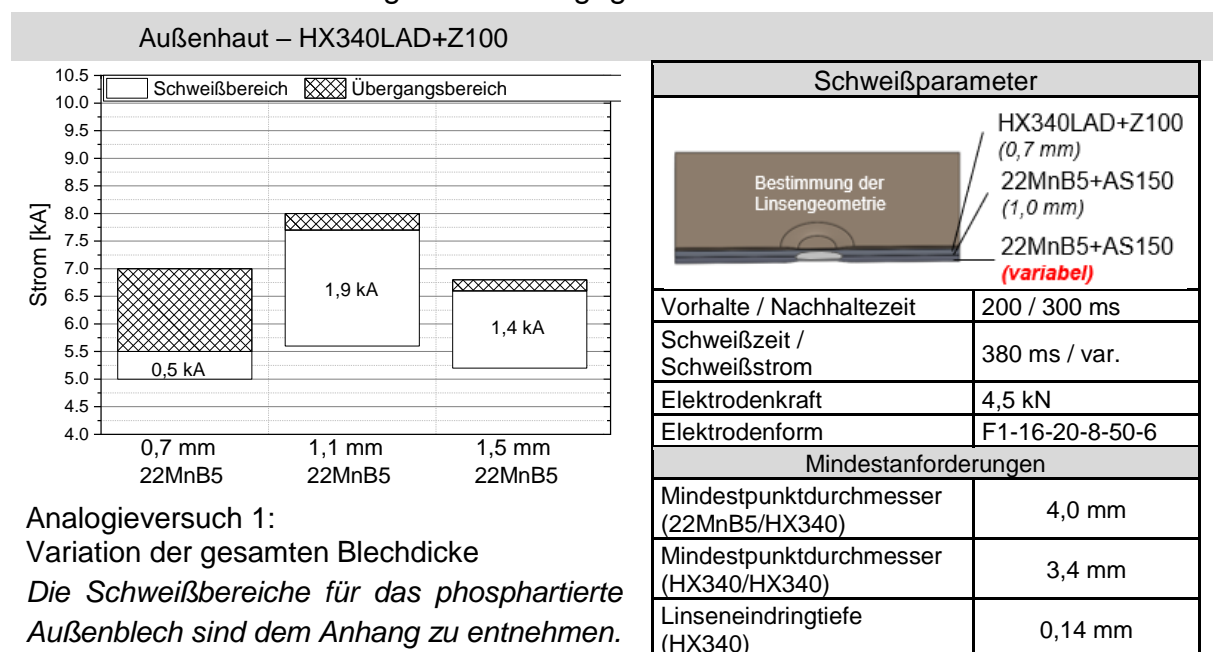 Außenhaut – HX340LAD+Z100
10.5
10.0
9.5
9.0
8.5
8.0
7.5
7.0
6.5
6.0
5.5
5.0
4.5
4.0
Strom [kA]
Schweißbereich Übergangsbereich
0,5 kA
1,9 kA
1,4 kA
0,7 mm 1,1 mm 1,5 mm
22MnB5 22MnB5 22MnB5
Analogieversuch 1:
Variation der gesamten Blechdicke
Die Schweißbereiche für das phosphartierte
Außenblech sind dem Anhang zu entnehmen.
Schweißparameter
Bestimmung der
Linsengeometrie
HX340LAD+Z100
(0,7 mm)
22MnB5+AS150
(1,0 mm)
22MnB5+AS150
(variabel)
Vorhalte / Nachhaltezeit 200 / 300 ms
Schweißzeit /
Schweißstrom 380 ms / var.
Elektrodenkraft 4,5 kN
Elektrodenform F1-16-20-8-50-6
Mindestanforderungen
Mindestpunktdurchmesser
(22MnB5/HX340) 4,0 mm
Mindestpunktdurchmesser
(HX340/HX340) 3,4 mm
Linseneindringtiefe
(HX340) 0,14 mm